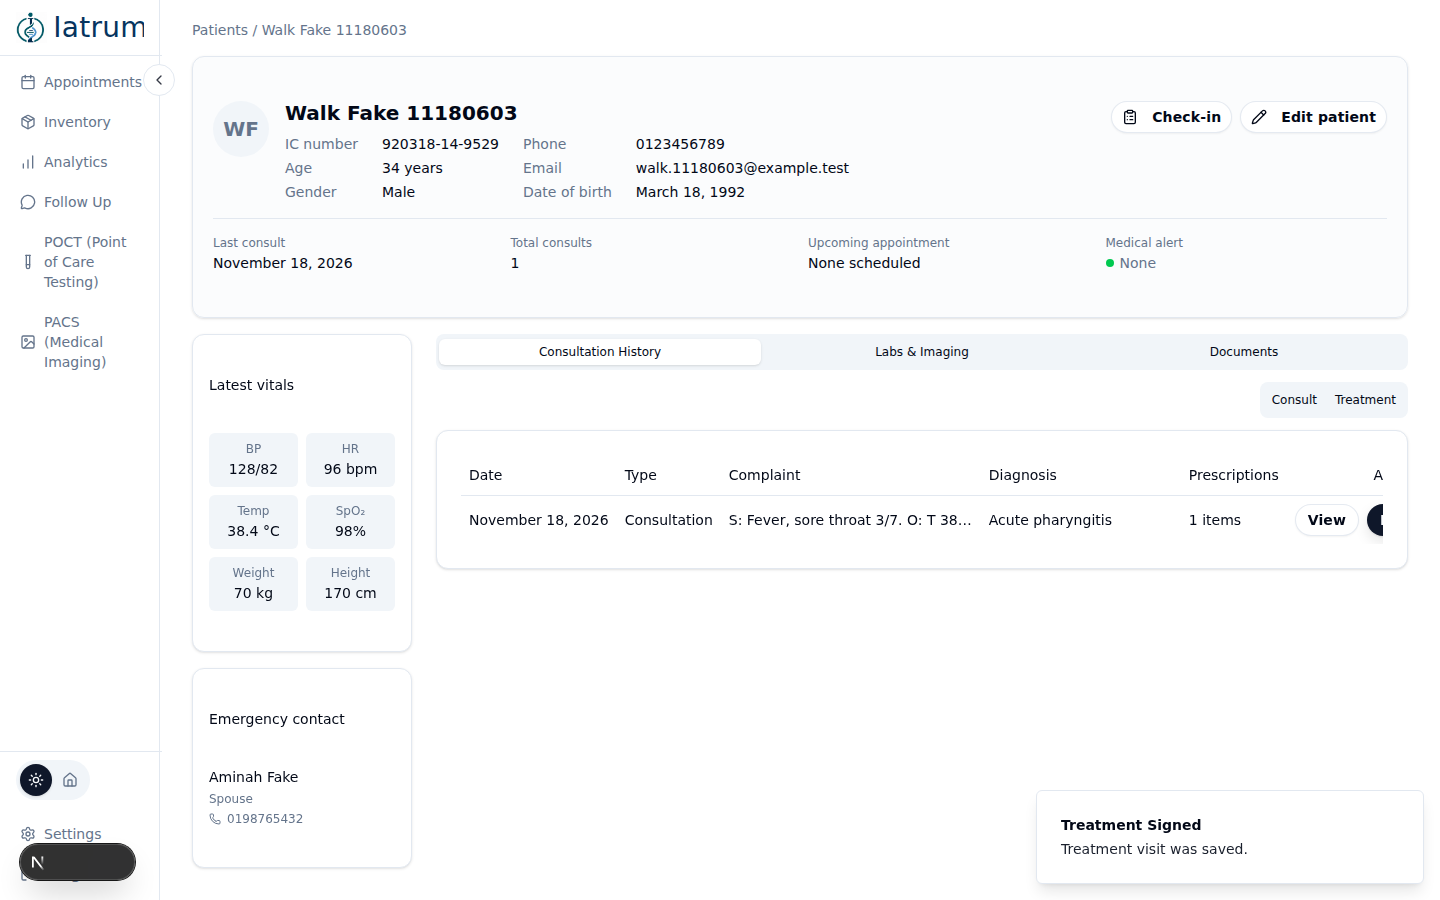 Iatrum
Appointments
Inventory
Analytics
Follow Up
POCT (Point
of Care
Testing)
PACS
(Medical
Imaging)
Settings
Patients / Walk Fake 11180603
WF
Walk Fake 11180603
Check-in
Edit patient
IC number 920318-14-9529 Phone 0123456789
Age 34 years Email walk.11180603@example.test
Gender Male Date of birth March 18, 1992
Last consult Total consults Upcoming appointment Medical alert
November 18, 2026 1 None scheduled None
Latest vitals
BP HR
128/82 96 bpm
Temp SpO₂
38.4 °C 98%
Weight Height
70 kg 170 cm
Emergency contact
Aminah Fake
Spouse
0198765432
Consultation History Labs & Imaging Documents
Consult Treatment
Date Type Complaint Diagnosis Prescriptions A
November 18, 2026 Consultation S: Fever, sore throat 3/7. O: T 38... Acute pharyngitis 1 items View
Treatment Signed
Treatment visit was saved.